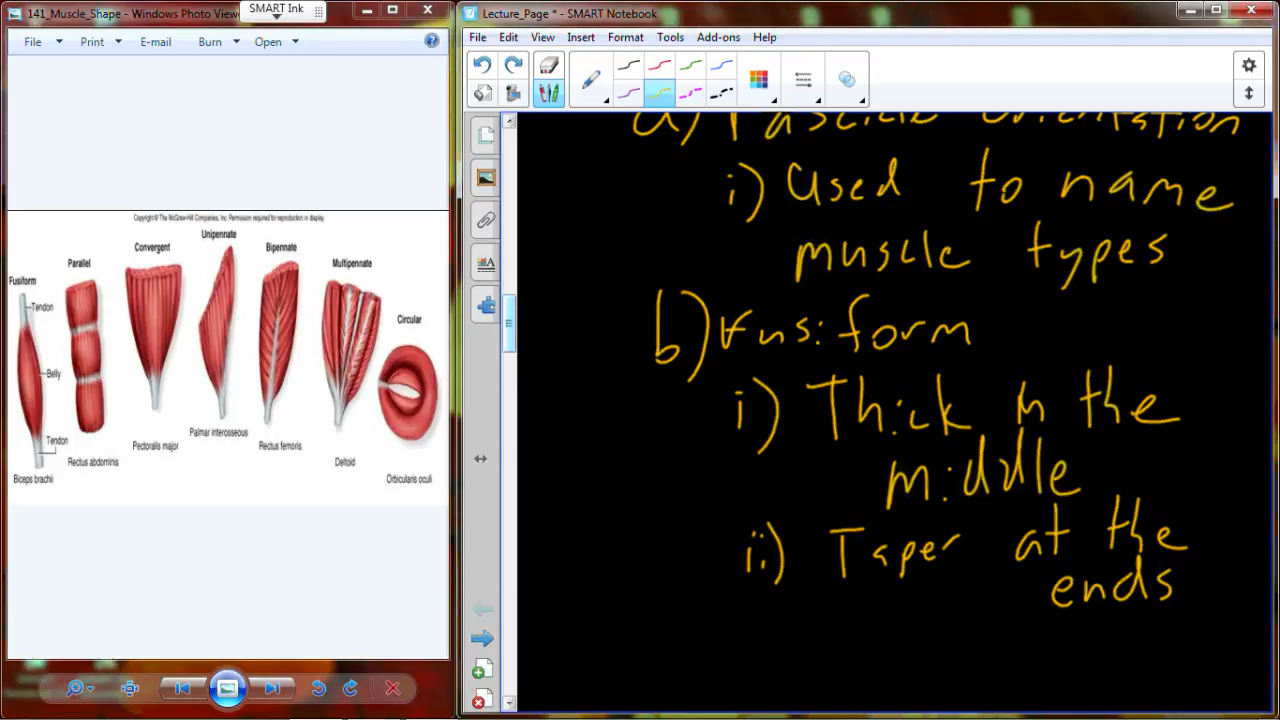 141_Muscle_Shape - Windows Photo View
SMART Ink
File Print E-mail Burn Open
Copyright © The McGraw-Hill Companies, Inc. Permission required for reproduction or display.
Unipennate
Convergent
Bipennate
Parallel
Multipennate
Fusiform
Tendon
Circular
Belly
Palmar interosseous
Tendon
Pectoralis major
Rectus femoris
Rectus abdominis
Deltoid
Biceps brachii
Orbicularis oculi
Lecture_Page * - SMART Notebook
File Edit View Insert Format Tools Add-ons Help
a) Fascicle orientation
i) Used to name
muscle types
b) Fusiform
i) Thick in the
middle
ii) Taper at the
ends